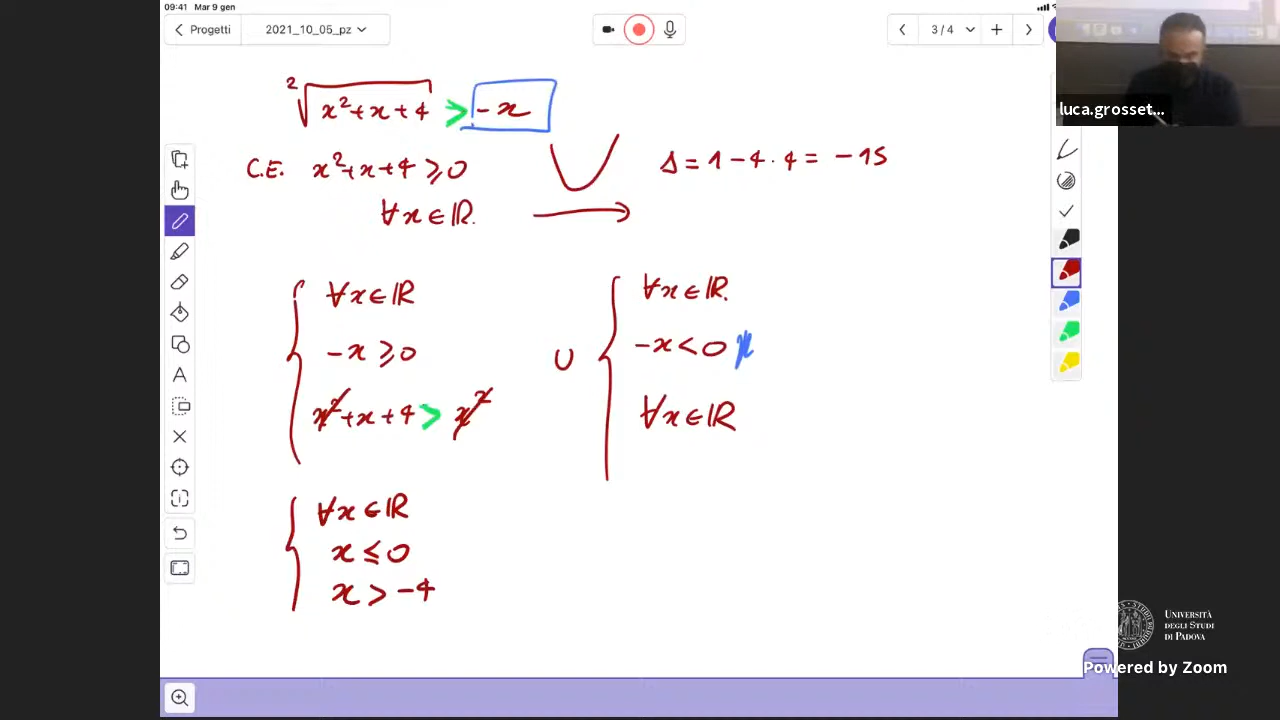 09:41 Mar 9 gen
Progetti
2021_10_05_pz
3/4
luca.grosset...
²√x²+x+4 > -x
C.E. x²+x+4 ⩾ 0
Δ = 1-4·4 = -15
∀x∈ℝ.
∀x∈ℝ
-x ⩾ 0
x²+x+4 > x²
∪
∀x∈ℝ.
-x < 0
∀x∈ℝ
∀x∈ℝ
x ⩽ 0
x > -4
UNIVERSITÀ
DEGLI STUDI
DI PADOVA
Powered by Zoom